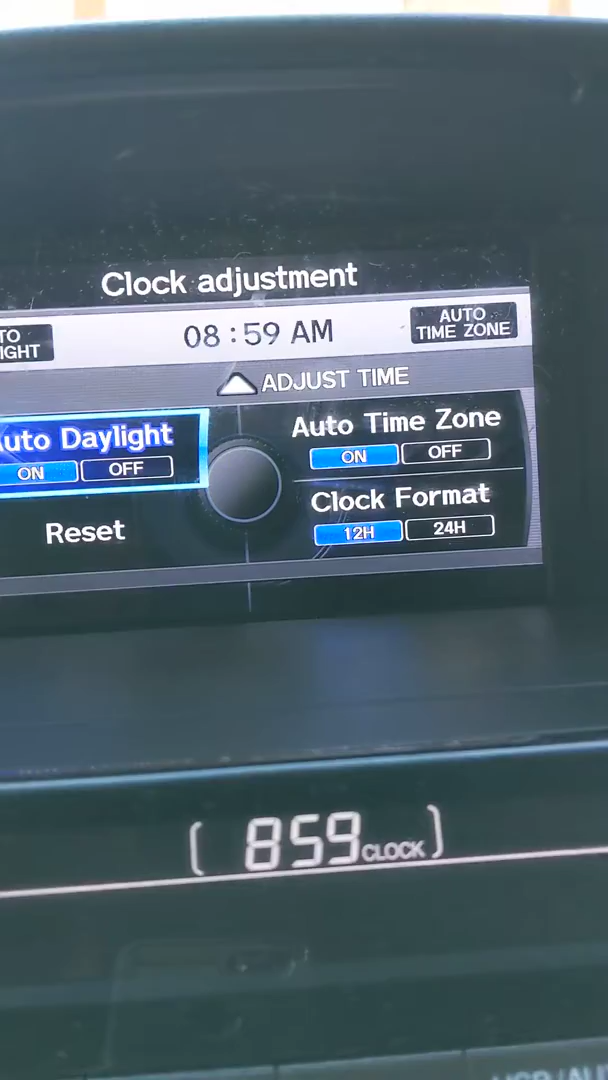 Clock adjustment
08:59 AM
AUTO
TIME ZONE
ADJUST TIME
Daylight
ON OFF
Auto Time Zone
ON OFF
Reset
Clock Format
12H 24H
859 CLOCK